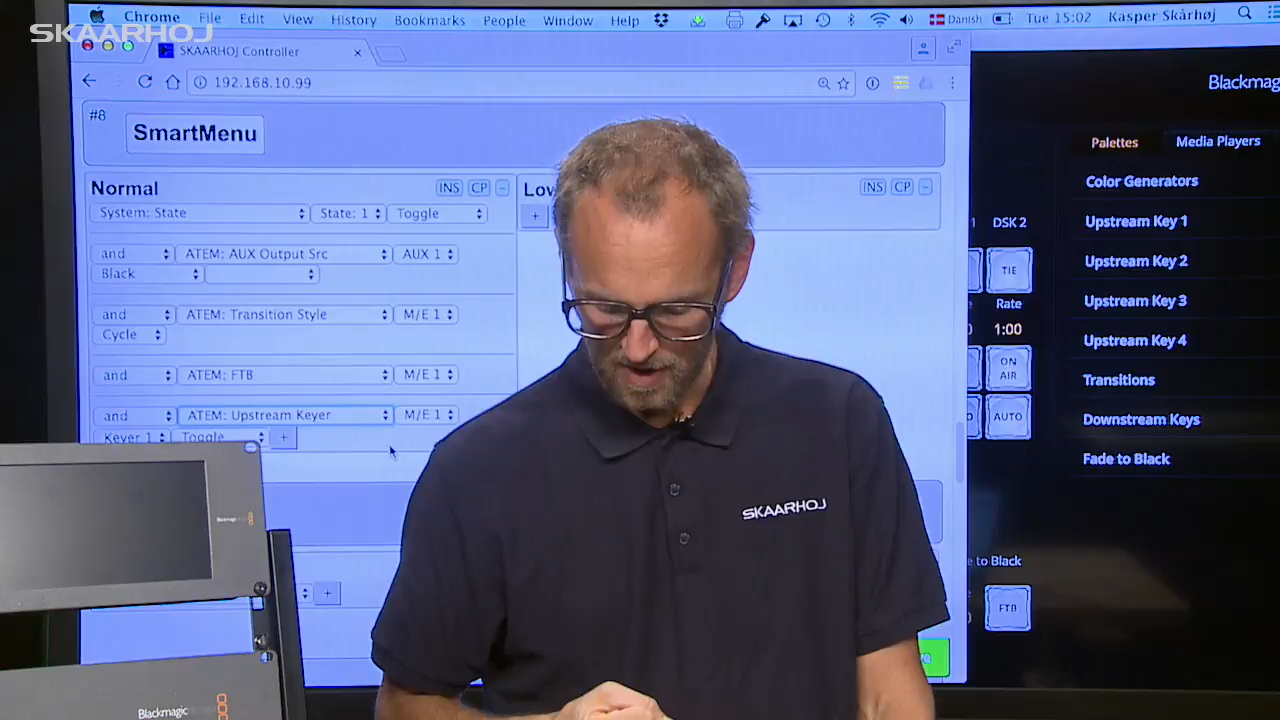 SKAARHOJ
Chrome File Edit View History Bookmarks People Window Help Danish Tue 15:02 Kasper Skårhøj
SKAARHOJ Controller
192.168.10.99
#8
SmartMenu
Normal INS CP
System: State State: 1 Toggle
and ATEM: AUX Output Src AUX 1
Black
and ATEM: Transition Style M/E 1
Cycle
and ATEM: FTB M/E 1
and ATEM: Upstream Keyer M/E 1
Keyer 1 Toggle +
INS CP
+
+
DSK 2
TIE
Rate
1:00
ON
AIR
AUTO
FTB
Palettes Media Players
Color Generators
Upstream Key 1
Upstream Key 2
Upstream Key 3
Upstream Key 4
Transitions
Downstream Keys
Fade to Black
to Black
SKAARHOJ
Blackmagic